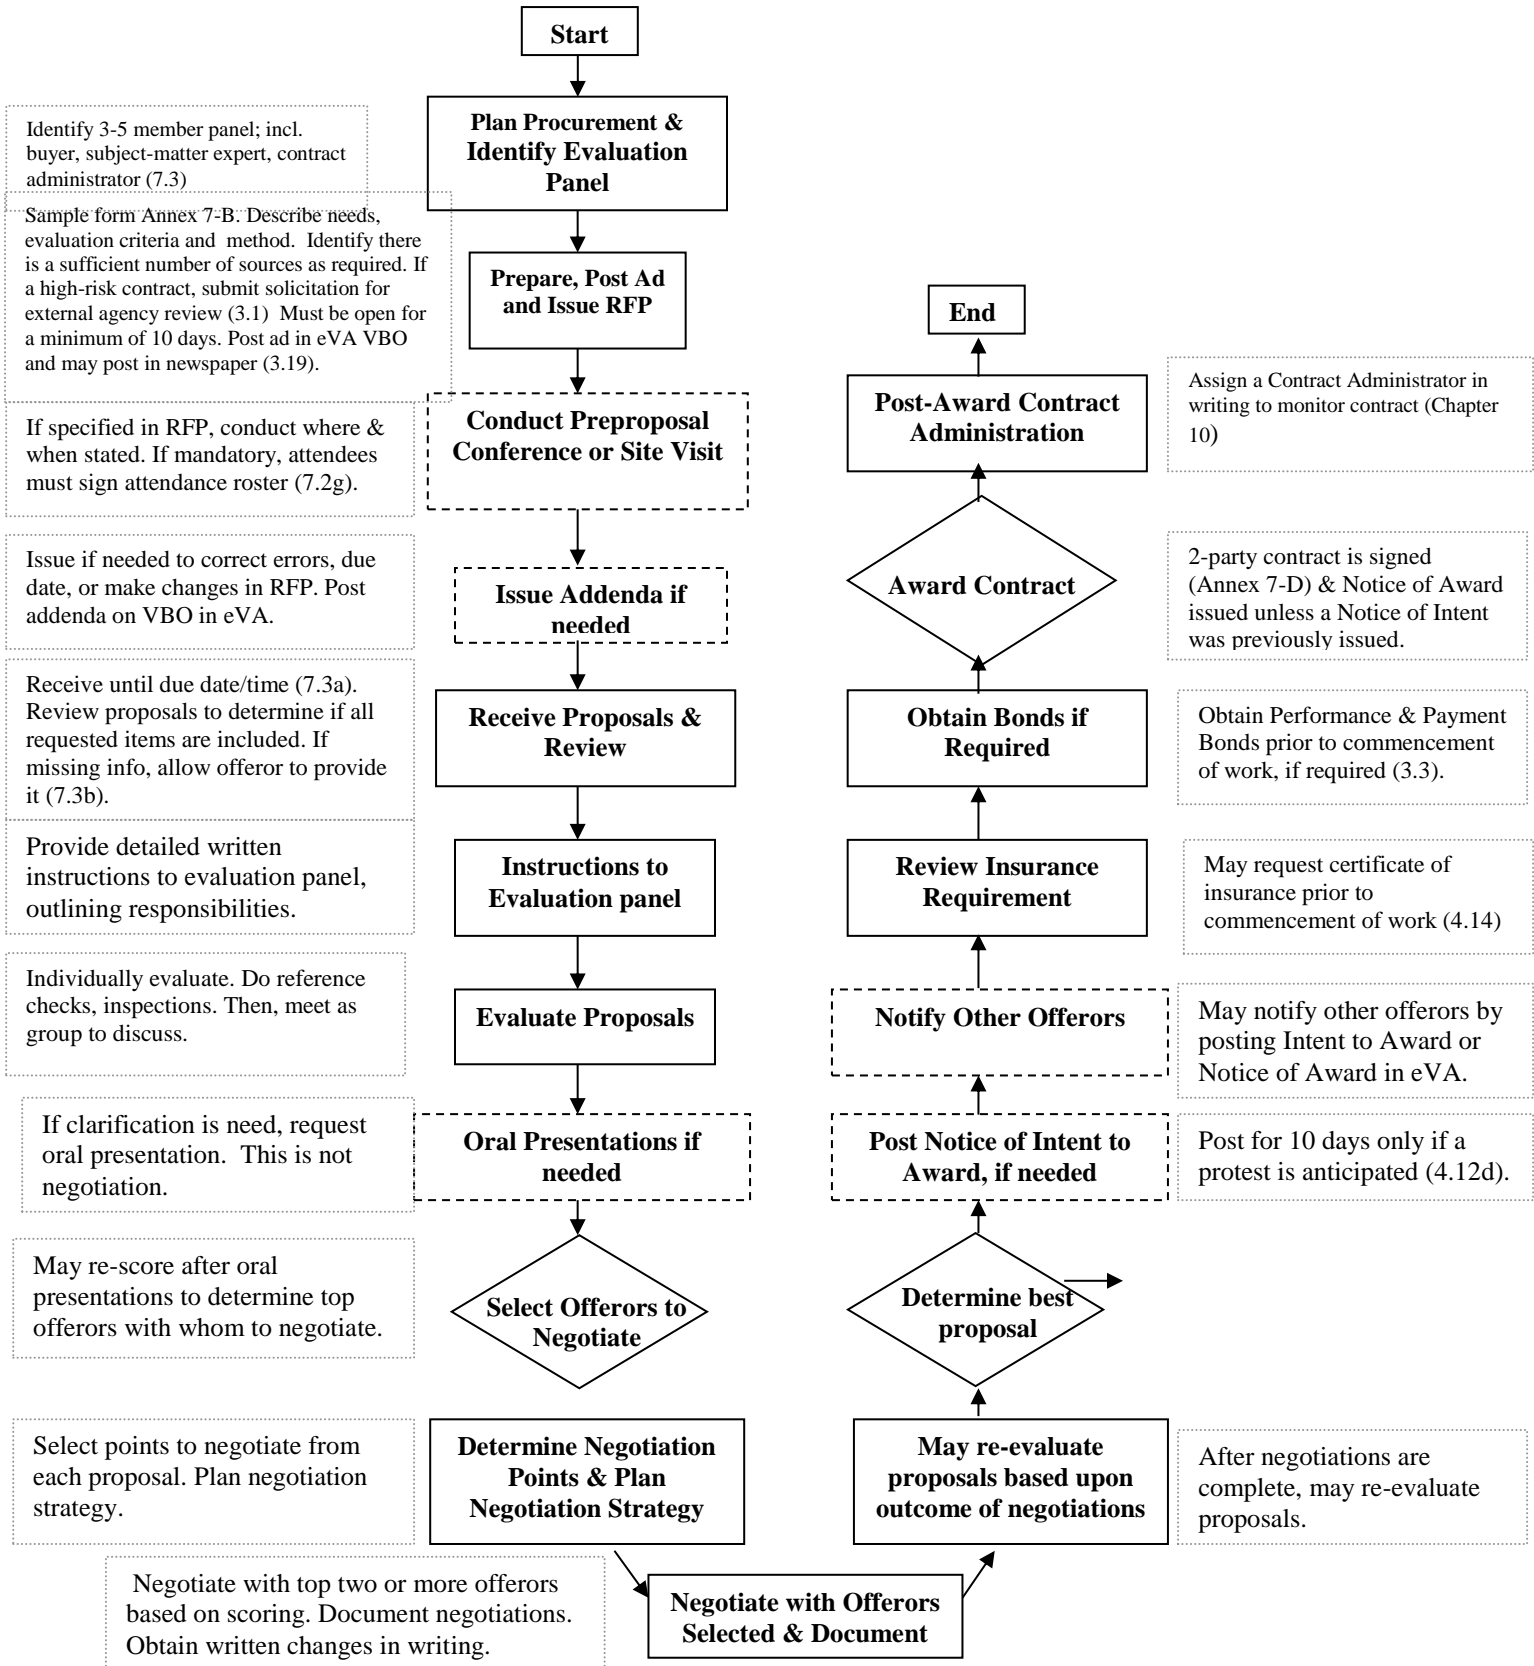 Start
Plan Procurement &
Identify Evaluation
Panel
Identify 3-5 member panel; incl.
buyer, subject-matter expert, contract
administrator (7.3)
Prepare, Post Ad
and Issue RFP
Sample form Annex 7-B. Describe needs,
evaluation criteria and  method.  Identify there
is a sufficient number of sources as required. If
a high-risk contract, submit solicitation for
external agency review (3.1)  Must be open for
a minimum of 10 days. Post ad in eVA VBO
and may post in newspaper (3.19).
Conduct Preproposal
Conference or Site Visit
If specified in RFP, conduct where &
when stated. If mandatory, attendees
must sign attendance roster (7.2g).
Issue Addenda if
needed
Issue if needed to correct errors, due
date, or make changes in RFP. Post
addenda on VBO in eVA.
Receive Proposals &
Review
Receive until due date/time (7.3a).
Review proposals to determine if all
requested items are included. If
missing info, allow offeror to provide
it (7.3b).
Instructions to
Evaluation panel
Provide detailed written
instructions to evaluation panel,
outlining responsibilities.
Evaluate Proposals
Individually evaluate. Do reference
checks, inspections. Then, meet as
group to discuss.
Oral Presentations if
needed
If clarification is need, request
oral presentation.  This is not
negotiation.
Select Offerors to
Negotiate
May re-score after oral
presentations to determine top
offerors with whom to negotiate.
Determine Negotiation
Points & Plan
Negotiation Strategy
Select points to negotiate from
each proposal. Plan negotiation
strategy.
Negotiate with Offerors
Selected & Document
Negotiate with top two or more offerors
based on scoring. Document negotiations.
Obtain written changes in writing.
May re-evaluate
proposals based upon
outcome of negotiations
After negotiations are
complete, may re-evaluate
proposals.
Determine best
proposal
Post Notice of Intent to
Award, if needed
Post for 10 days only if a
protest is anticipated (4.12d).
Notify Other Offerors
May notify other offerors by
posting Intent to Award or
Notice of Award in eVA.
Review Insurance
Requirement
May request certificate of
insurance prior to
commencement of work (4.14)
Obtain Bonds if
Required
Obtain Performance & Payment
Bonds prior to commencement
of work, if required (3.3).
Award Contract
2-party contract is signed
(Annex 7-D) & Notice of Award
issued unless a Notice of Intent
was previously issued.
Post-Award Contract
Administration
Assign a Contract Administrator in
writing to monitor contract (Chapter
10)
End